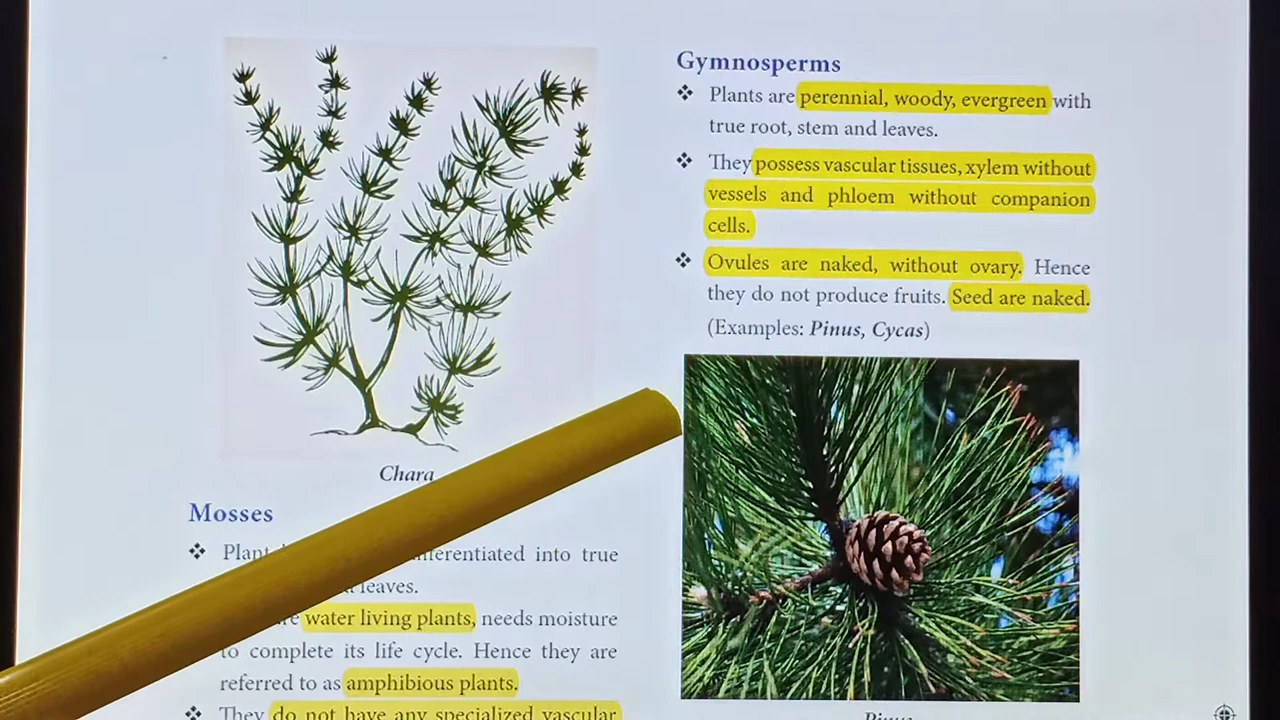 Chara
Mosses
❖ Plant ifferentiated into true
leaves.
water living plants, needs moisture
to complete its life cycle. Hence they are
referred to as amphibious plants.
❖ They do not have any specialized vascular
Gymnosperms
❖ Plants are perennial, woody, evergreen with
true root, stem and leaves.
❖ They possess vascular tissues, xylem without
vessels and phloem without companion
cells.
❖ Ovules are naked, without ovary. Hence
they do not produce fruits. Seed are naked.
(Examples: Pinus, Cycas)
Pinus